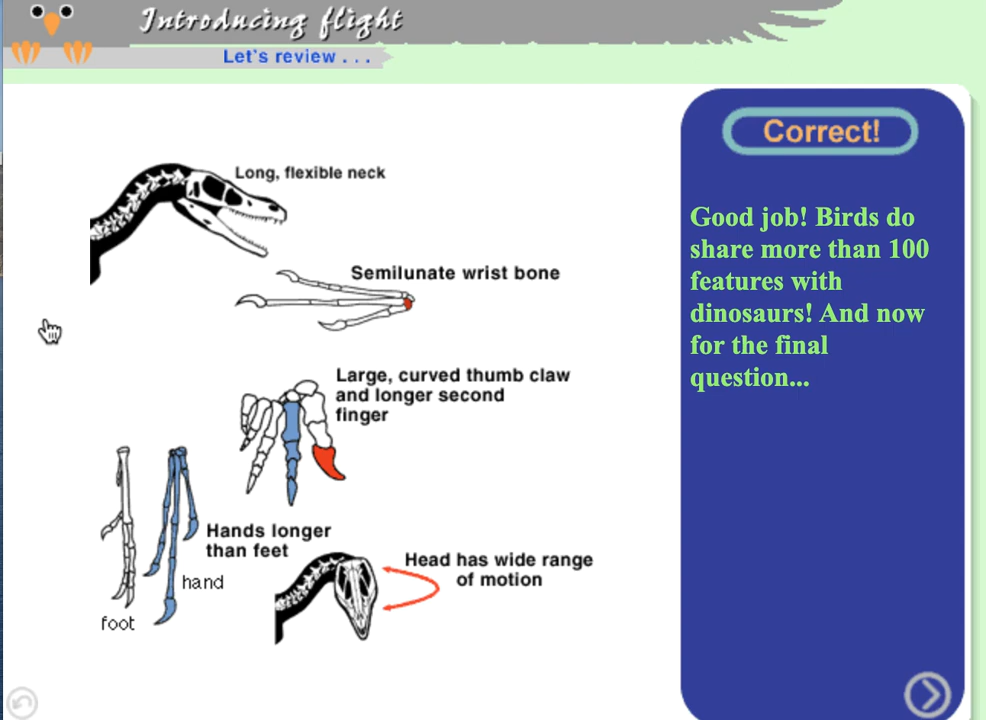 Introducing flight
Let's review . . .
Correct!
Good job! Birds do
share more than 100
features with
dinosaurs! And now
for the final
question...
Long, flexible neck
Semilunate wrist bone
Large, curved thumb claw
and longer second
finger
Hands longer
than feet
hand
foot
Head has wide range
of motion